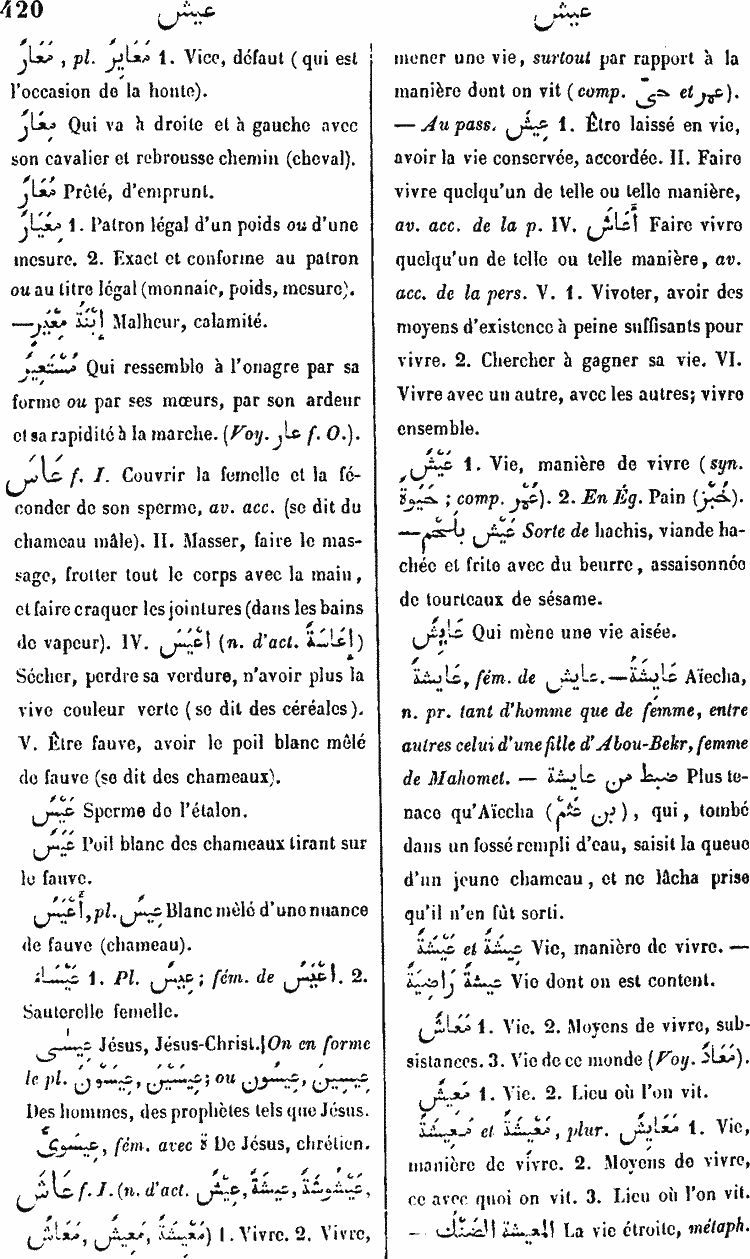 420 عيش عيش
مَعَارٌ, pl. مَعَايِرُ 1. Vice, défaut (qui est
l'occasion de la honte).
مِعَارٌ Qui va à droite et à gauche avec
son cavalier et rebrousse chemin (cheval).
مُعَارٌ Prêté, d'emprunt.
مِعْيَارٌ 1. Patron légal d'un poids ou d'une
mesure. 2. Exact et conforme au patron
ou au titre légal (monnaie, poids, mesure).
— Malheur, calamité.
مُسْتَعِيرٌ Qui ressemble à l'onagre par sa
forme ou par ses mœurs, par son ardeur
et sa rapidité à la marche. (Voy. عار f. O.).
عَاسَ f. I. Couvrir la femelle et la fé-
conder de son sperme, av. acc. (se dit du
chameau mâle). II. Masser, faire le mas-
sage, frotter tout le corps avec la main,
et faire craquer les jointures (dans les bains
de vapeur). IV. أَعْيَسَ (n. d'act. إِعَاسَةٌ)
Sécher, perdre sa verdure, n'avoir plus la
vive couleur verte (se dit des céréales).
V. Être fauve, avoir le poil blanc mêlé
de fauve (se dit des chameaux).
عَيْسٌ Sperme de l'étalon.
عَيَسٌ Poil blanc des chameaux tirant sur
le fauve.
أَعْيَسُ, pl. عِيسٌ Blanc mêlé d'une nuance
de fauve (chameau).
عَيْسَاءُ 1. Pl. عِيسٌ; fém. de أَعْيَسُ. 2.
Sauterelle femelle.
عِيسَى Jésus, Jésus-Christ. On en forme
le pl. عِيسَوْنَ, عِيسَيْنَ; ou عِيسُونَ, عِيسِينَ
Des hommes, des prophètes tels que Jésus.
عِيسَوِىٌّ, fém. avec ة De Jésus, chrétien.
عَاشَ f. I. (n. d'act. عَيْشٌ, عِيشَةٌ, عَيْشُوشَةٌ,
مَعَاشٌ, مَعِيشٌ, مَعِيشَةٌ) 1. Vivre. 2. Vivre,
mener une vie, surtout par rapport à la
manière dont on vit (comp. حىّ et عمر).
— Au pass. عِيشَ 1. Être laissé en vie,
avoir la vie conservée, accordée. II. Faire
vivre quelqu'un de telle ou telle manière,
av. acc. de la p. IV. أَعَاشَ Faire vivre
quelqu'un de telle ou telle manière, av.
acc. de la pers. V. 1. Vivoter, avoir des
moyens d'existence à peine suffisants pour
vivre. 2. Chercher à gagner sa vie. VI.
Vivre avec un autre, avec les autres; vivre
ensemble.
عَيْشٌ 1. Vie, manière de vivre (syn.
حَيٰوةٌ; comp. عُمْرٌ). 2. En Ég. Pain (خُبْزٌ).
— عَيْشٌ بِلَحْمٍ Sorte de hachis, viande ha-
chée et frite avec du beurre, assaisonnée
de tourteaux de sésame.
عَايِشٌ Qui mène une vie aisée.
عَايِشَةٌ, fém. de عايش. — عَايِشَةُ Aïecha,
n. pr. tant d'homme que de femme, entre
autres celui d'une fille d'Abou-Bekr, femme
de Mahomet. — ضبط من عايشة Plus te-
nace qu'Aïecha (بن عُثْم), qui, tombé
dans un fossé rempli d'eau, saisit la queue
d'un jeune chameau, et ne lâcha prise
qu'il n'en fût sorti.
عِيشَةٌ et عَيْشَةٌ Vie, manière de vivre. —
عِيشَةٌ رَاضِيَةٌ Vie dont on est content.
مَعَاشٌ 1. Vie. 2. Moyens de vivre, sub-
sistances. 3. Vie de ce monde (Voy. مَعَادٌ).
مَعِيشٌ 1. Vie. 2. Lieu où l'on vit.
مَعِيشَةٌ et مَعْيَشَةٌ, plur. مَعَايِشُ 1. Vie,
manière de vivre. 2. Moyens de vivre,
ce avec quoi on vit. 3. Lieu où l'on vit.
— المعيشة الضَّنْك La vie étroite, métaph.